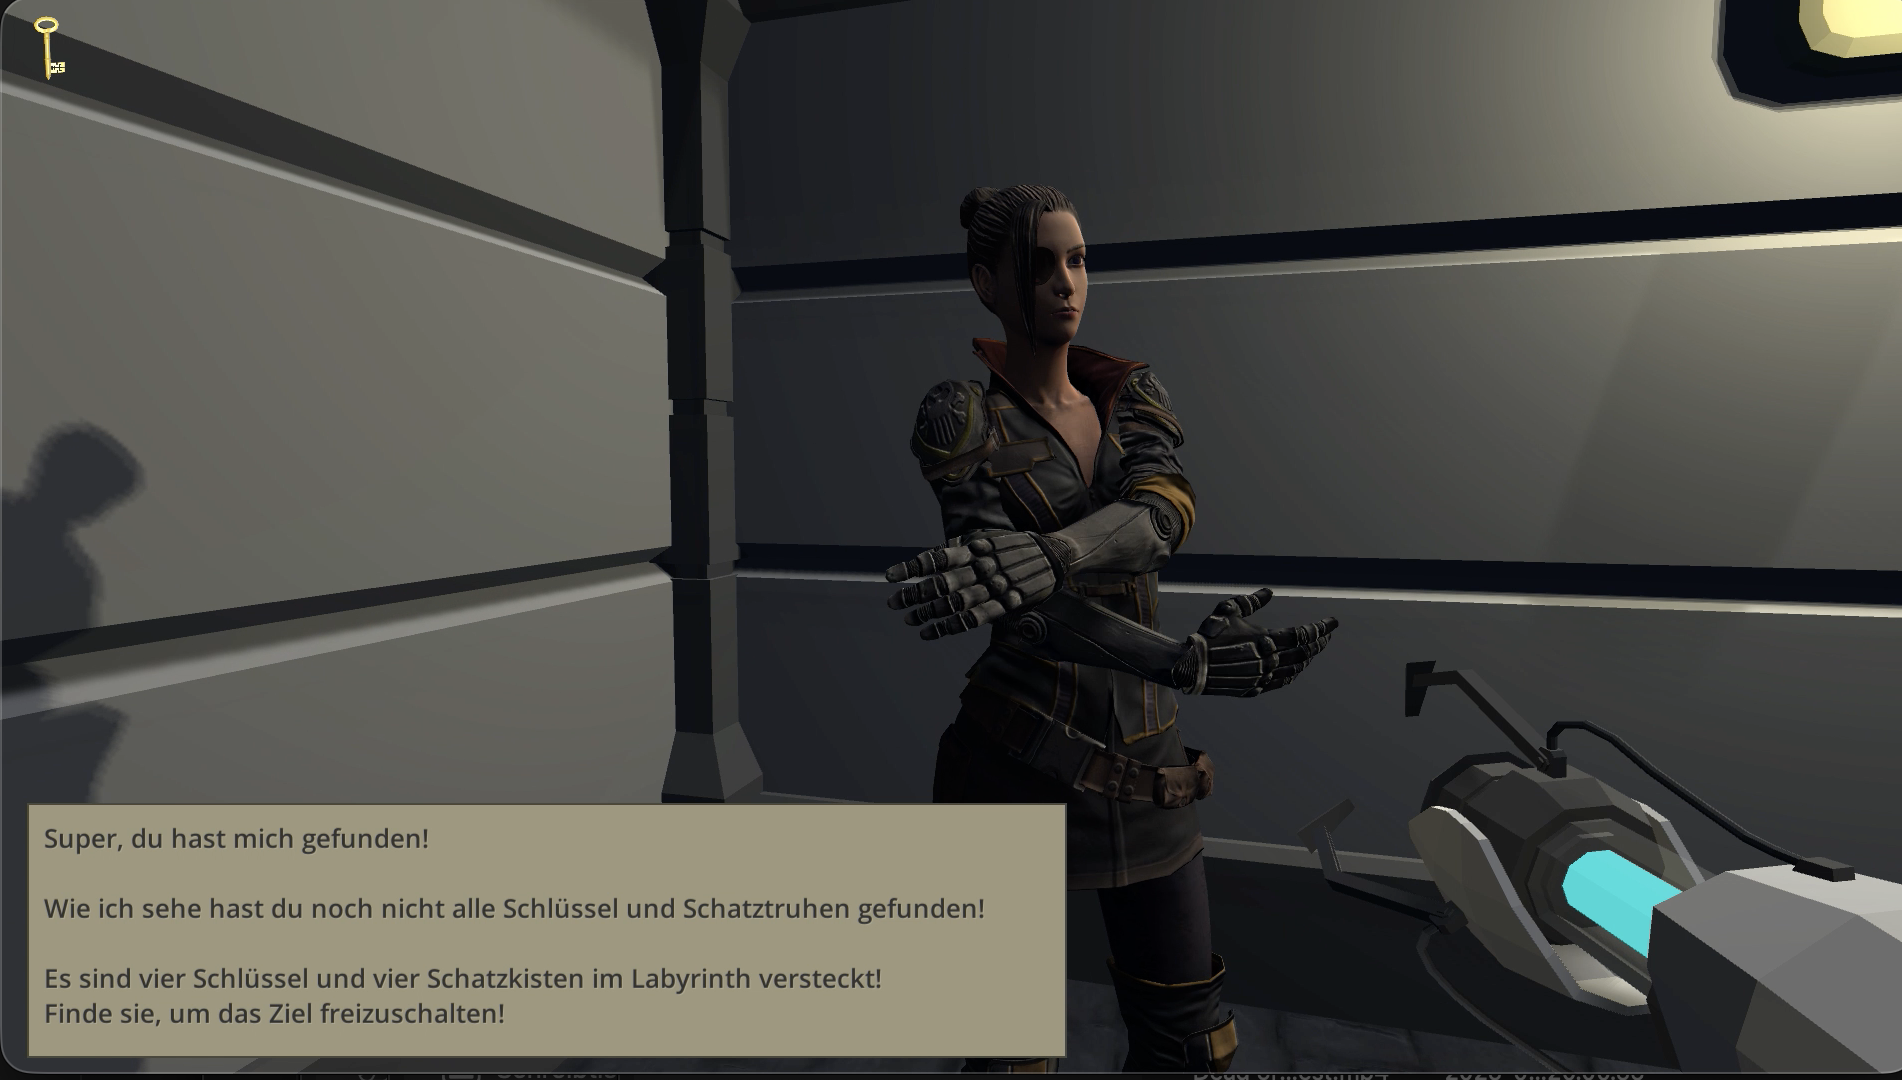 Super, du hast mich gefunden!
Wie ich sehe hast du noch nicht alle Schlüssel und Schatztruhen gefunden!
Es sind vier Schlüssel und vier Schatzkisten im Labyrinth versteckt!
Finde sie, um das Ziel freizuschalten!